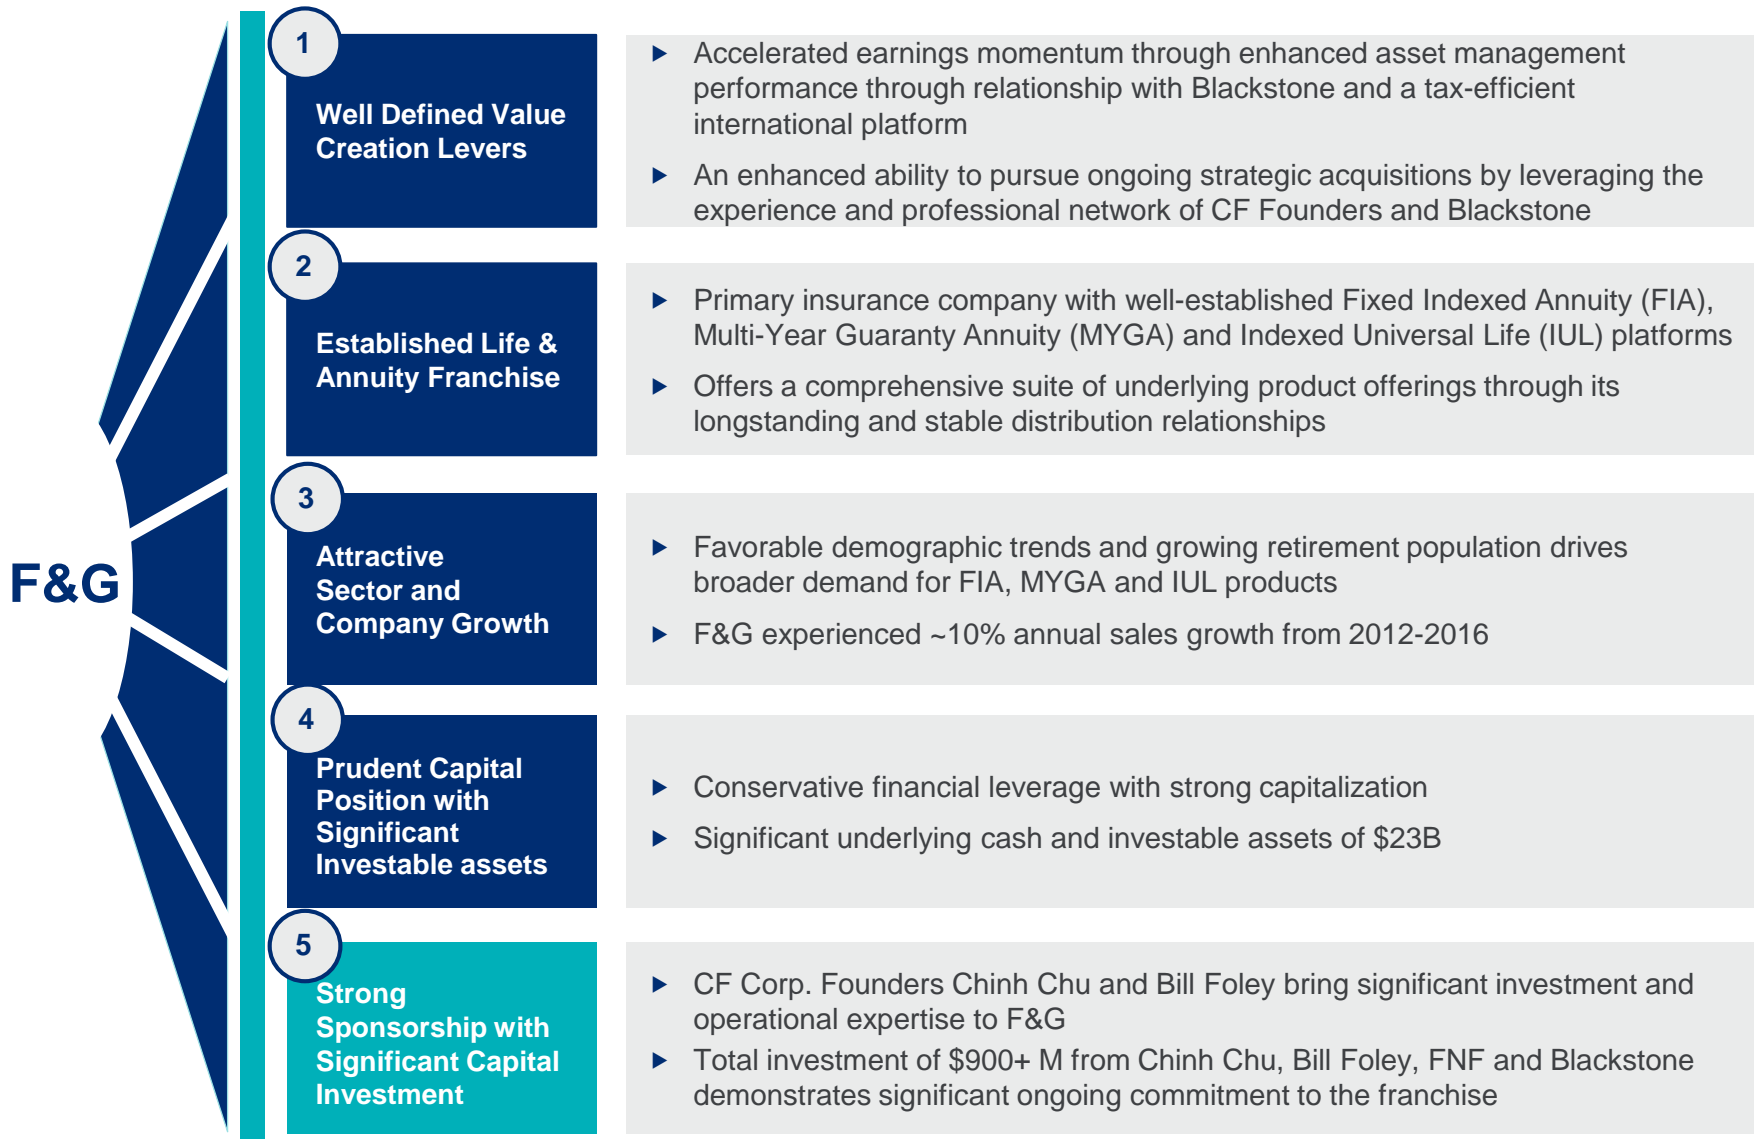 F&G
1
Well Defined Value
Creation Levers
Accelerated earnings momentum through enhanced asset management
performance through relationship with Blackstone and a tax-efficient
international platform
An enhanced ability to pursue ongoing strategic acquisitions by leveraging the
experience and professional network of CF Founders and Blackstone
2
Established Life &
Annuity Franchise
Primary insurance company with well-established Fixed Indexed Annuity (FIA),
Multi-Year Guaranty Annuity (MYGA) and Indexed Universal Life (IUL) platforms
Offers a comprehensive suite of underlying product offerings through its
longstanding and stable distribution relationships
3
Attractive
Sector and
Company Growth
Favorable demographic trends and growing retirement population drives
broader demand for FIA, MYGA and IUL products
F&G experienced ~10% annual sales growth from 2012-2016
4
Prudent Capital
Position with
Significant
Investable assets
Conservative financial leverage with strong capitalization
Significant underlying cash and investable assets of $23B
5
Strong
Sponsorship with
Significant Capital
Investment
CF Corp. Founders Chinh Chu and Bill Foley bring significant investment and
operational expertise to F&G
Total investment of $900+ M from Chinh Chu, Bill Foley, FNF and Blackstone
demonstrates significant ongoing commitment to the franchise